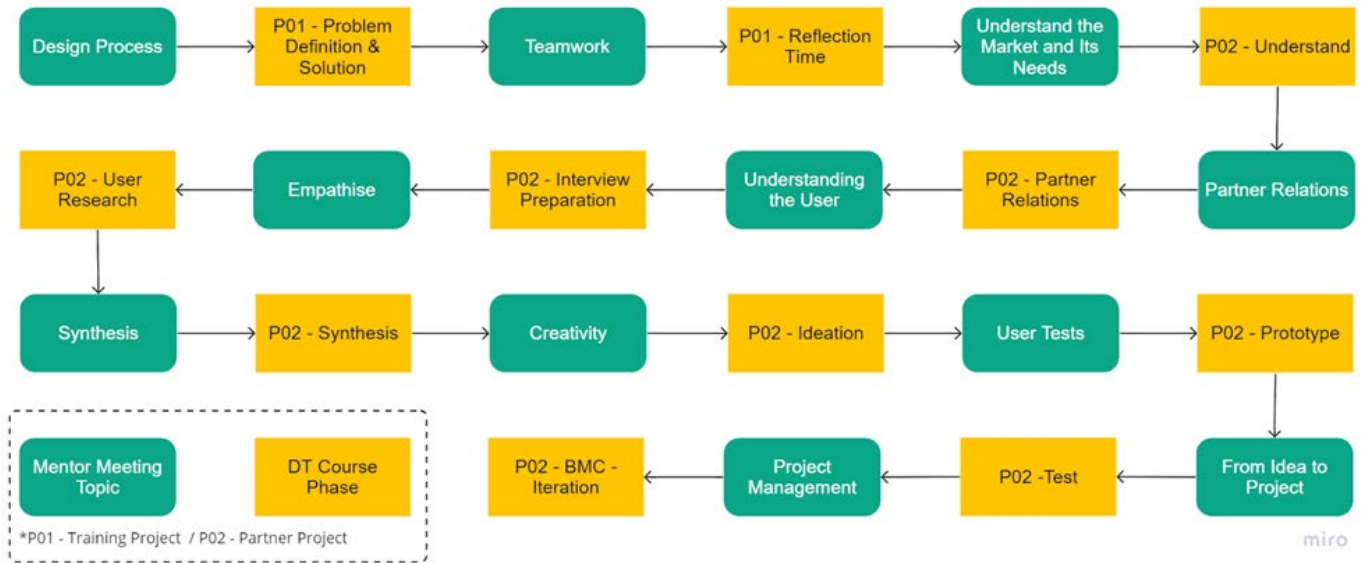 Design Process
P01 - Problem
Definition &
Solution
Teamwork
P01 - Reflection
Time
Understand the
Market and Its
Needs
P02 - Understand
Partner Relations
P02 - Partner
Relations
Understanding
the User
P02 - Interview
Preparation
Empathise
P02 - User
Research
Synthesis
P02 - Synthesis
Creativity
P02 - Ideation
User Tests
P02 - Prototype
From Idea to
Project
P02 -Test
Project
Management
P02 - BMC -
Iteration
Mentor Meeting
Topic
DT Course
Phase
*P01 - Training Project / P02 - Partner Project
miro